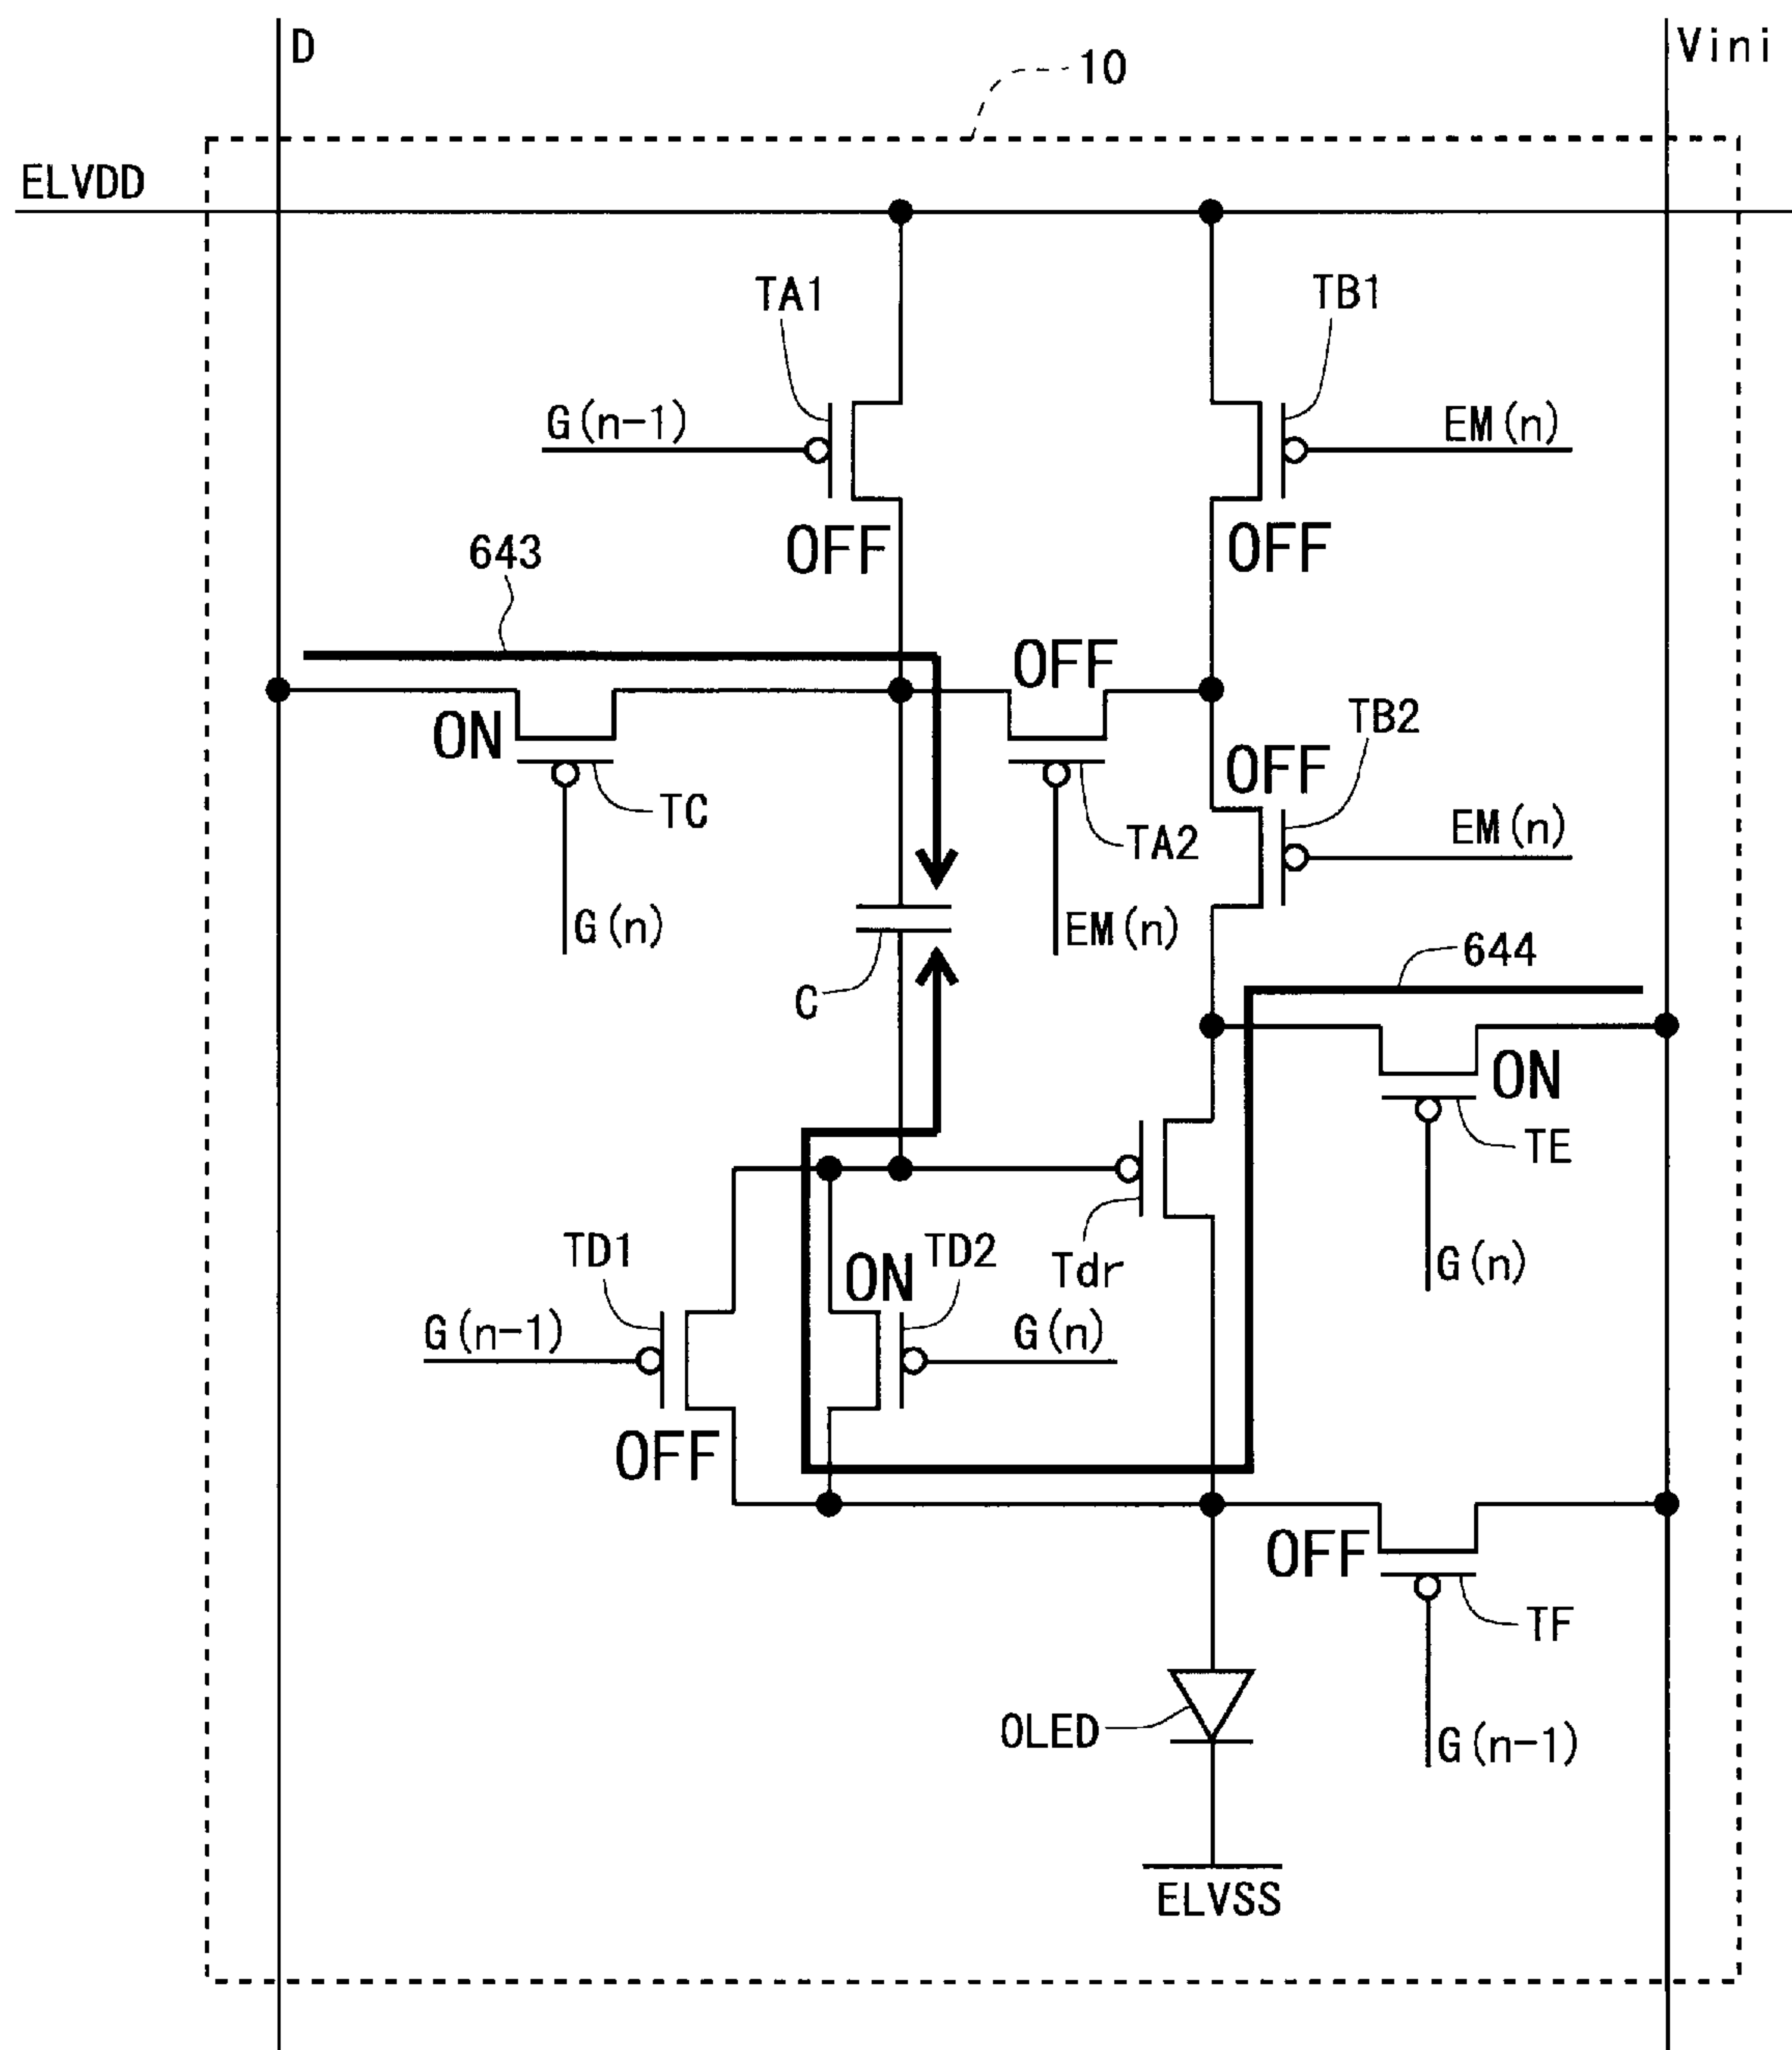 D
Vini
10
ELVDD
TA1
TB1
G(n-1)
EM(n)
OFF
OFF
643
OFF
TB2
ON
OFF
TC
TA2
EM(n)
G(n)
EM(n)
644
C
ON
TE
TD1
ON
TD2
Tdr
G(n)
G(n-1)
G(n)
OFF
OFF
TF
OLED
G(n-1)
ELVSS